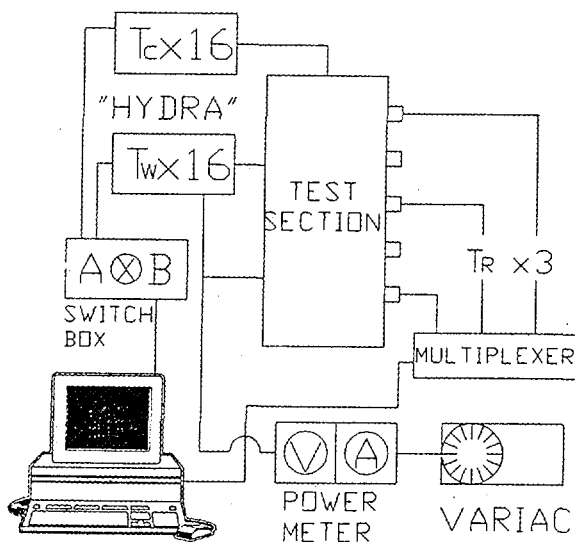 Tc×16
"HYDRA"
Tw×16
TEST
SECTION
A⊗B
SWITCH
BOX
TR ×3
MULTIPLEXER
V A
POWER
METER
VARIAC